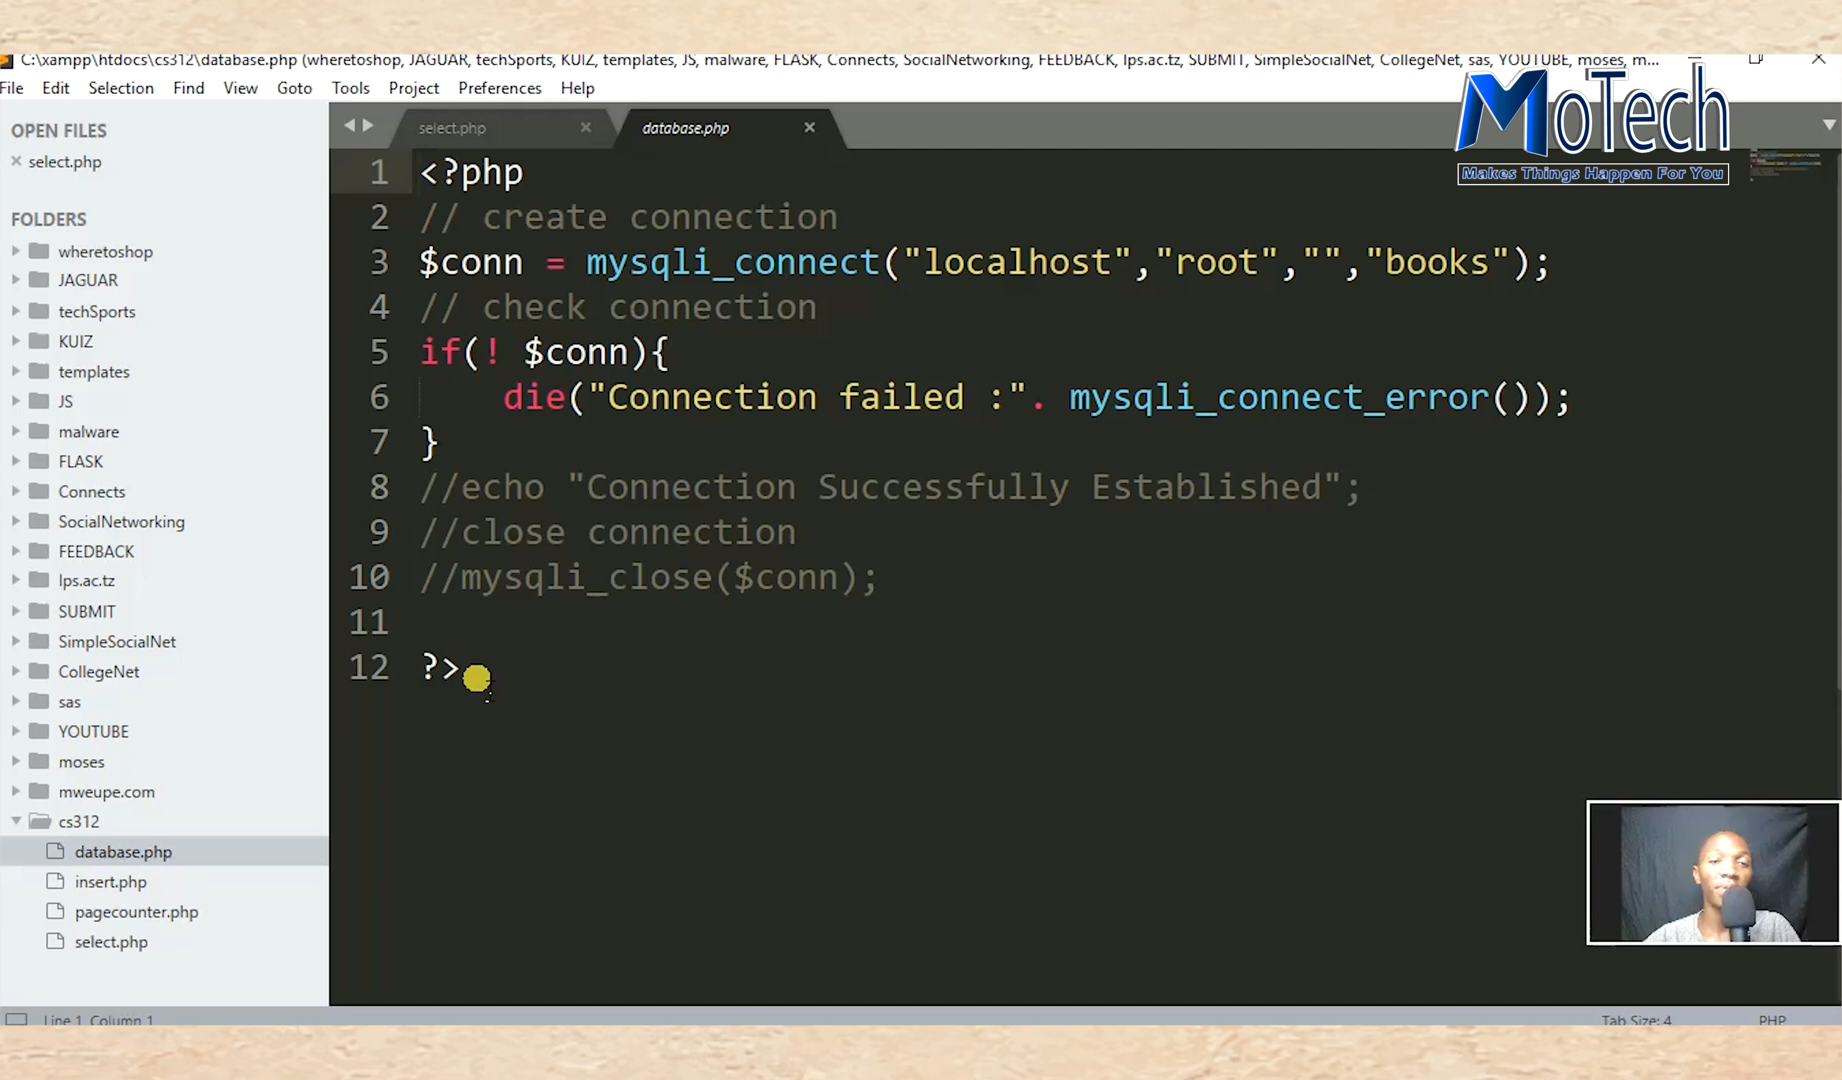 C:\xampp\htdocs\cs312\database.php (wheretoshop, JAGUAR, techSports, KUIZ, templates, JS, malware, FLASK, Connects, SocialNetworking, FEEDBACK, lps.ac.tz, SUBMIT, SimpleSocialNet, CollegeNet, sas, YOUTUBE, moses, m...
File Edit Selection Find View Goto Tools Project Preferences Help
MoTech
Makes Things Happen For You
OPEN FILES
select.php
FOLDERS
wheretoshop
JAGUAR
techSports
KUIZ
templates
JS
malware
FLASK
Connects
SocialNetworking
FEEDBACK
lps.ac.tz
SUBMIT
SimpleSocialNet
CollegeNet
sas
YOUTUBE
moses
mweupe.com
cs312
database.php
insert.php
pagecounter.php
select.php
select.php database.php
1 <?php
2 // create connection
3 $conn = mysqli_connect("localhost","root","","books");
4 // check connection
5 if(! $conn){
6 die("Connection failed :". mysqli_connect_error());
7 }
8 //echo "Connection Successfully Established";
9 //close connection
10 //mysqli_close($conn);
11
12 ?>
Line 1, Column 1 Tab Size: 4 PHP